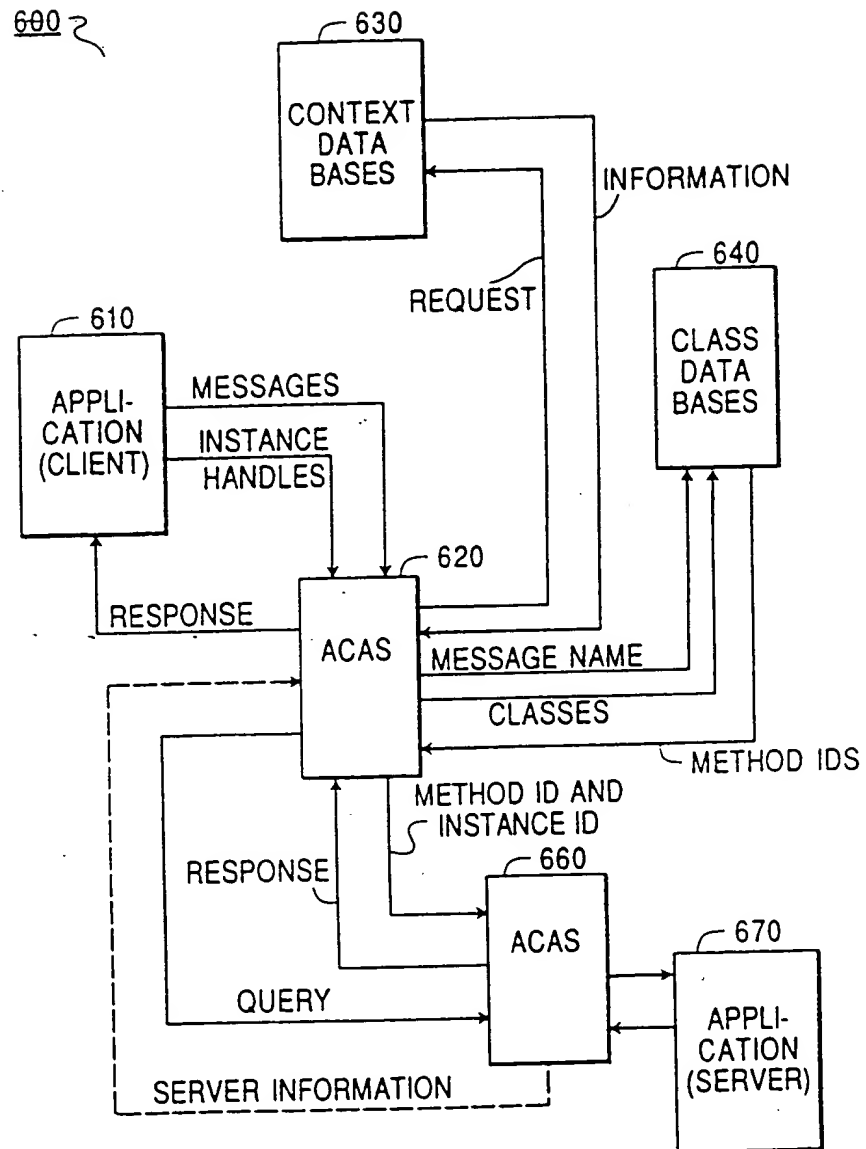 600
630
CONTEXT
DATA
BASES
INFORMATION
REQUEST
640
CLASS
DATA
BASES
610
APPLI-
CATION
(CLIENT)
MESSAGES
INSTANCE
HANDLES
620
ACAS
RESPONSE
MESSAGE NAME
CLASSES
METHOD IDS
METHOD ID AND
INSTANCE ID
RESPONSE
660
ACAS
670
APPLI-
CATION
(SERVER)
QUERY
SERVER INFORMATION